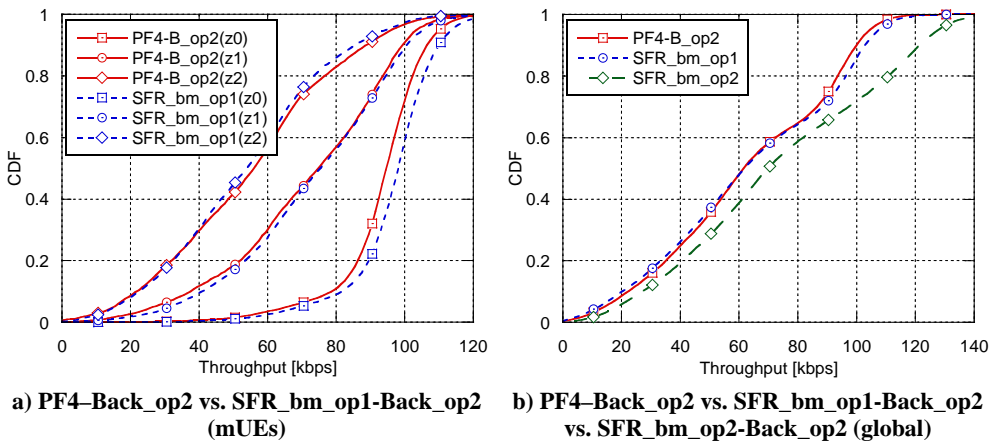 PF4-B_op2(z0)
PF4-B_op2(z1)
PF4-B_op2(z2)
SFR_bm_op1(z0)
SFR_bm_op1(z1)
SFR_bm_op1(z2)
CDF
1
0.8
0.6
0.4
0.2
0
0 20 40 60 80 100 120
Throughput [kbps]
a) PF4–Back_op2 vs. SFR_bm_op1-Back_op2
(mUEs)
PF4-B_op2
SFR_bm_op1
SFR_bm_op2
CDF
1
0.8
0.6
0.4
0.2
0
0 20 40 60 80 100 120 140
Throughput [kbps]
b) PF4–Back_op2 vs. SFR_bm_op1-Back_op2
vs. SFR_bm_op2-Back_op2 (global)